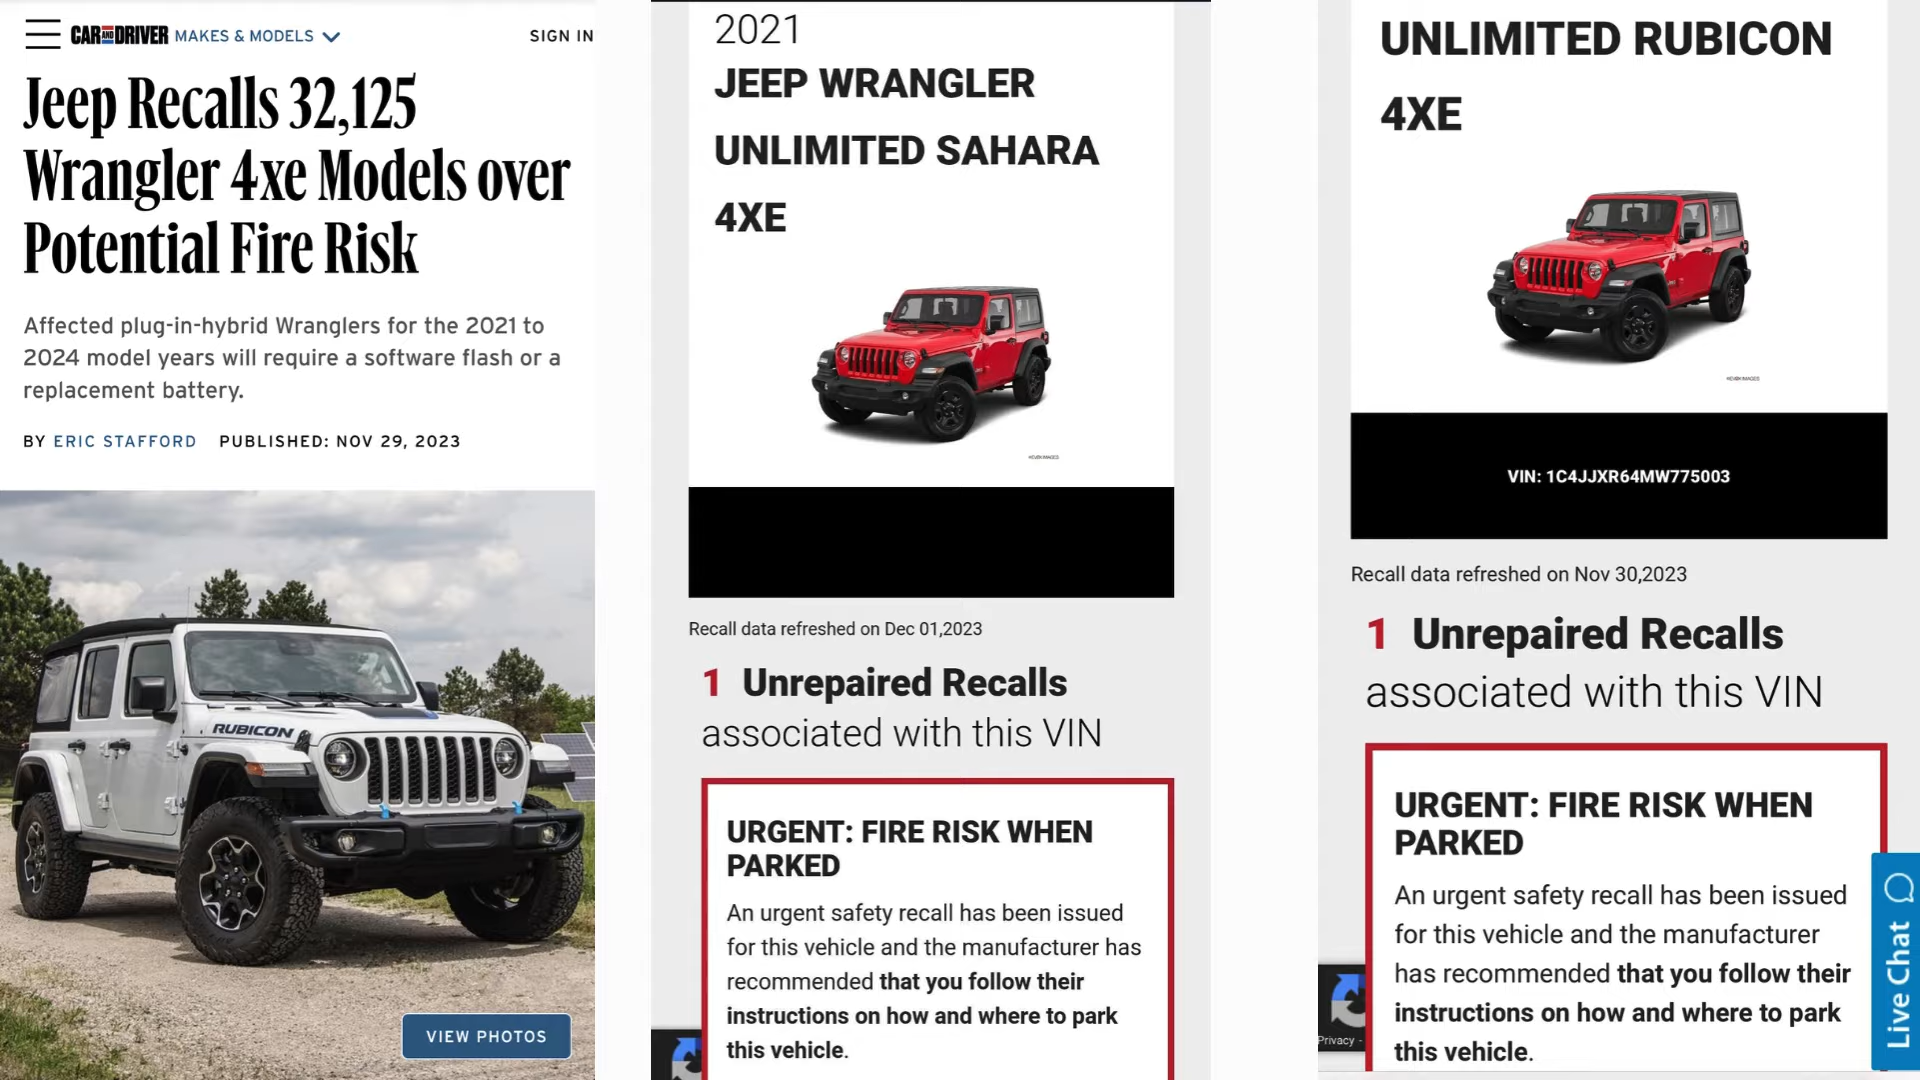 CAR AND DRIVER MAKES & MODELS SIGN IN
Jeep Recalls 32,125
Wrangler 4xe Models over
Potential Fire Risk
Affected plug-in-hybrid Wranglers for the 2021 to
2024 model years will require a software flash or a
replacement battery.
BY ERIC STAFFORD PUBLISHED: NOV 29, 2023
RUBICON
VIEW PHOTOS
2021
JEEP WRANGLER
UNLIMITED SAHARA
4XE
Recall data refreshed on Dec 01,2023
1 Unrepaired Recalls
associated with this VIN
URGENT: FIRE RISK WHEN
PARKED
An urgent safety recall has been issued
for this vehicle and the manufacturer has
recommended that you follow their
instructions on how and where to park
this vehicle.
UNLIMITED RUBICON
4XE
VIN: 1C4JJXR64MW775003
Recall data refreshed on Nov 30,2023
1 Unrepaired Recalls
associated with this VIN
URGENT: FIRE RISK WHEN
PARKED
An urgent safety recall has been issued
for this vehicle and the manufacturer
has recommended that you follow their
instructions on how and where to park
this vehicle.
Privacy -
Live Chat